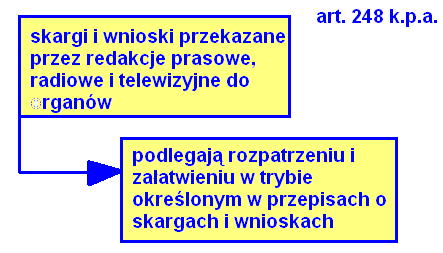 art. 248 k.p.a.
skargi i wnioski przekazane
przez redakcje prasowe,
radiowe i telewizyjne do
◌rganów
podlegają rozpatrzeniu i
załatwieniu w trybie
określonym w przepisach o
skargach i wnioskach